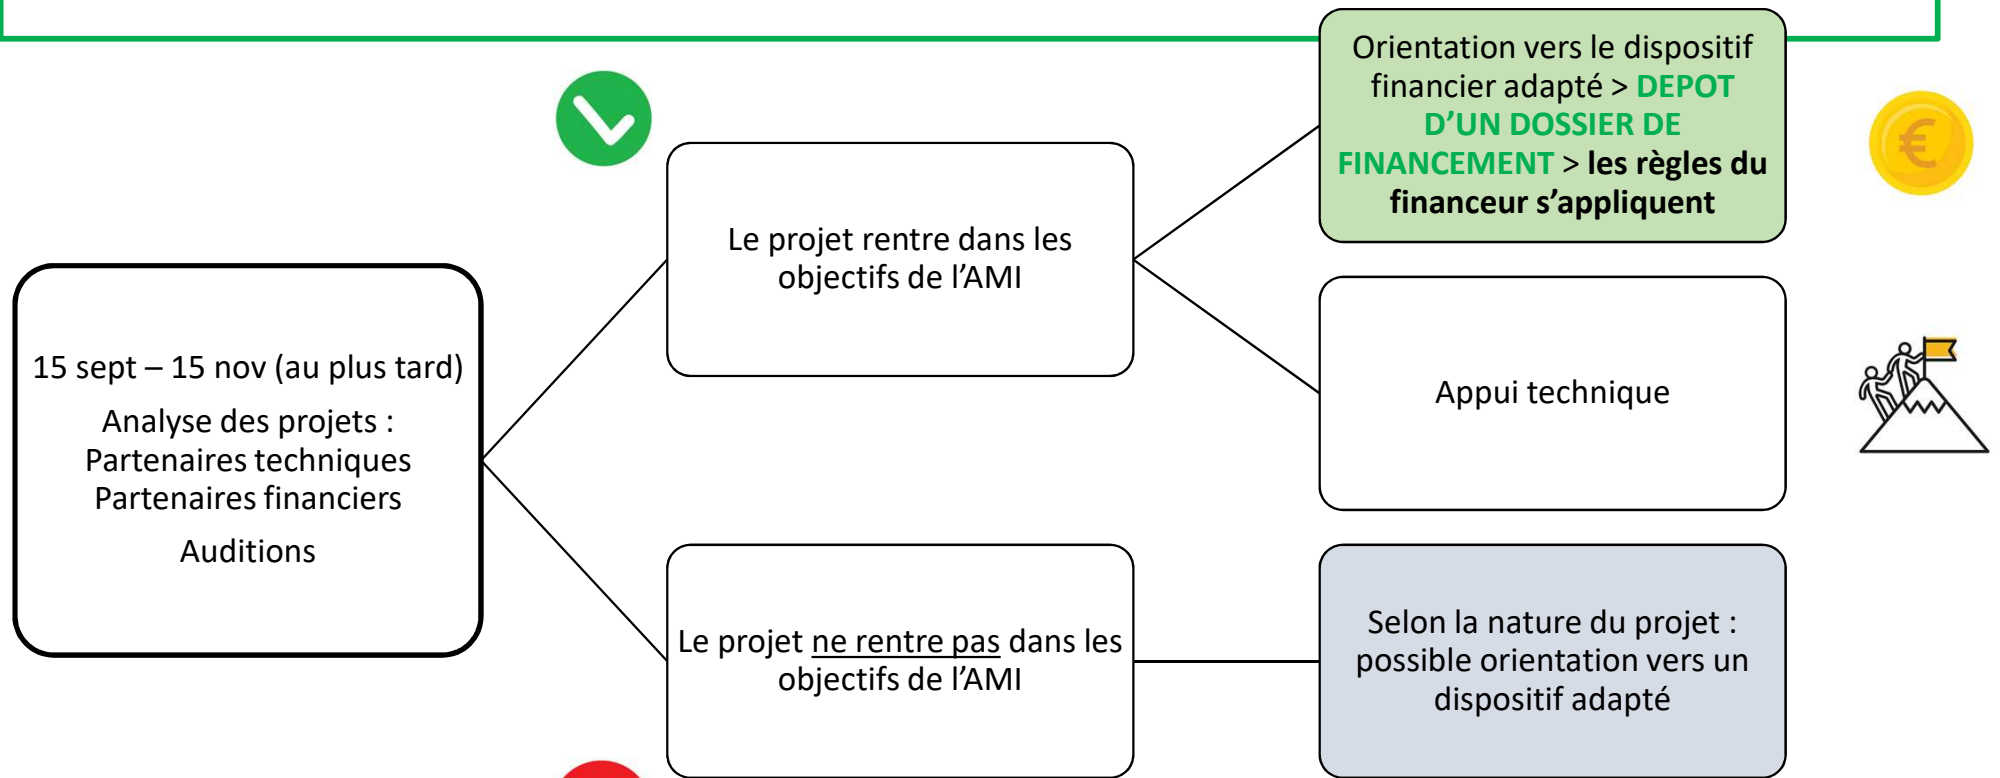 15 sept – 15 nov (au plus tard)
Analyse des projets :
Partenaires techniques
Partenaires financiers
Auditions
Le projet rentre dans les
objectifs de l’AMI
Orientation vers le dispositif
financier adapté > DEPOT
D’UN DOSSIER DE
FINANCEMENT > les règles du
financeur s’appliquent
€
Appui technique
Le projet ne rentre pas dans les
objectifs de l’AMI
Selon la nature du projet :
possible orientation vers un
dispositif adapté